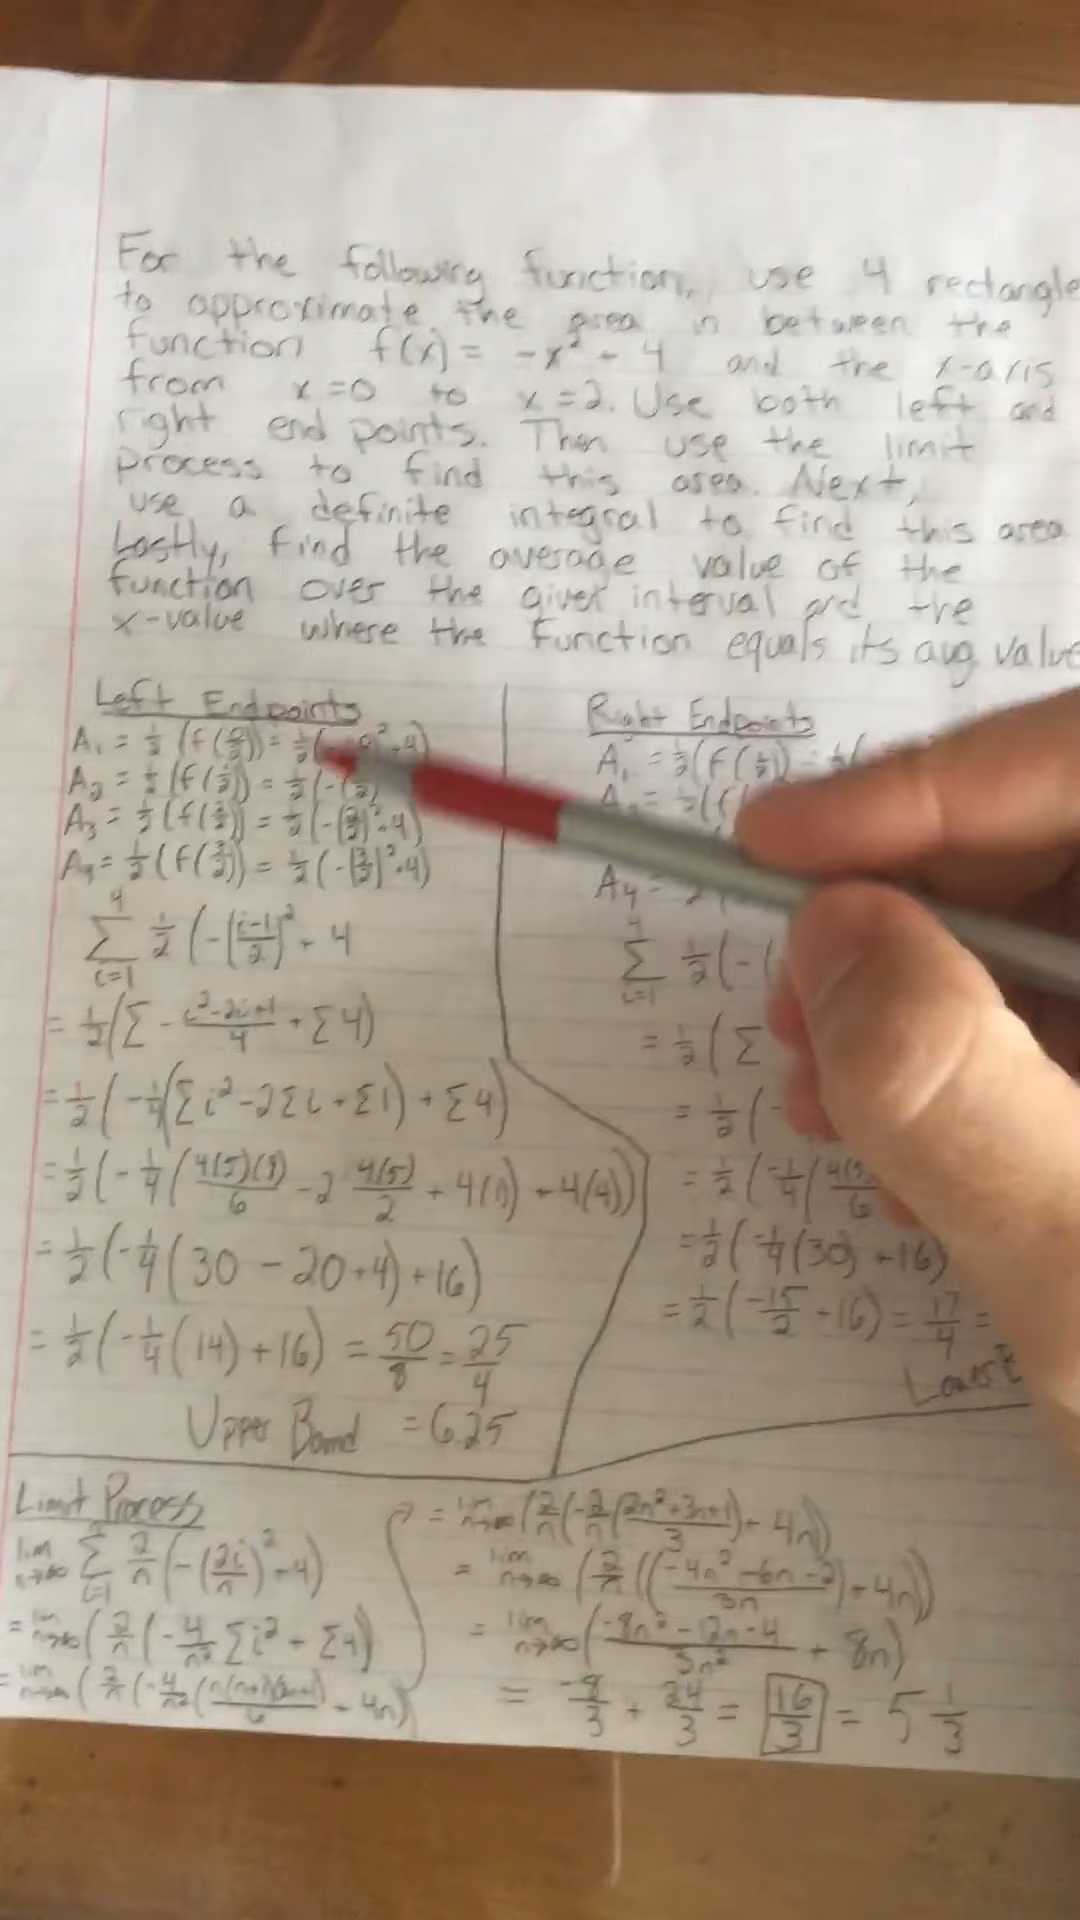 For the following function, use 4 rectangle
to approximate the area in between the
function f(x) = -x² + 4 and the x-axis
from x=0 to x=2. Use both left and
right end points. Then use the limit
process to find this area. Next,
use a definite integral to find this area
Lastly, find the average value of the
function over the given interval and the
x-value where the function equals its avg. value
Left Endpoints
A₁ = ½ (f(0/2)) = ½(
A₂ = ½ (f(½)) = ½(-(
A₃ = ½ (f(2/2)) = ½(-(2/2)²+4)
A₄ = ½ (f(3/2)) = ½(-(3/2)²+4)
4
∑ ½ (-((i-1)/2)² + 4
i=1
= ½(∑ - (i²-2i+1)/4 + ∑4)
= ½(-¼(∑i² - 2∑i + ∑1) + ∑4)
= ½(-¼(4(5)(9)/6 - 2 4(5)/2 + 4(1)) + 4(4))
= ½(-¼(30 - 20 + 4) + 16)
= ½(-¼(14) + 16) = 50/8 = 25/4
Upper Bound = 6.25
Right Endpoints
A₁ = ½(f(½)) = ½(
A₄ =
4
∑ ½(-(
i=1
= ½(∑
= ½(-
= ½(-¼(4(5)
6
= ½(-¼(30) + 16)
= ½(-15/2 + 16) = 17/4 =
Lower B
Limit Process
lim n→∞ ∑ i=1 2/n(-(2i/n)² + 4)
= lim n→∞ (2/n(-4/n² ∑i² + ∑4)
= lim n→∞ (2/n(-4/n²(n(n+1)(2n+1)/6 + 4n)
= lim n→∞ (2/n(-2/n(2n²+3n+1)/3) + 4n))
= lim n→∞ (2/n((-4n²-6n-2)/3n) + 4n))
= lim n→∞ ((-8n²-12n-4)/3n² + 8n)
= -8/3 + 24/3 = 16/3 = 5 1/3